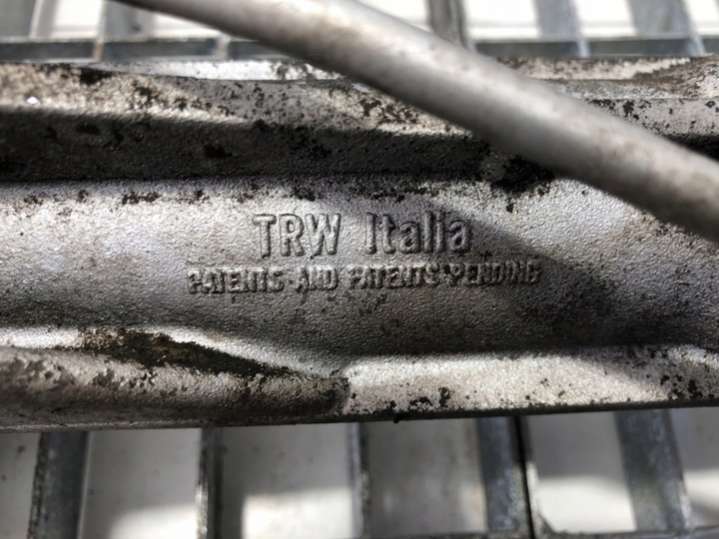 TRW Italia
PATENTS AND PATENTS PENDING